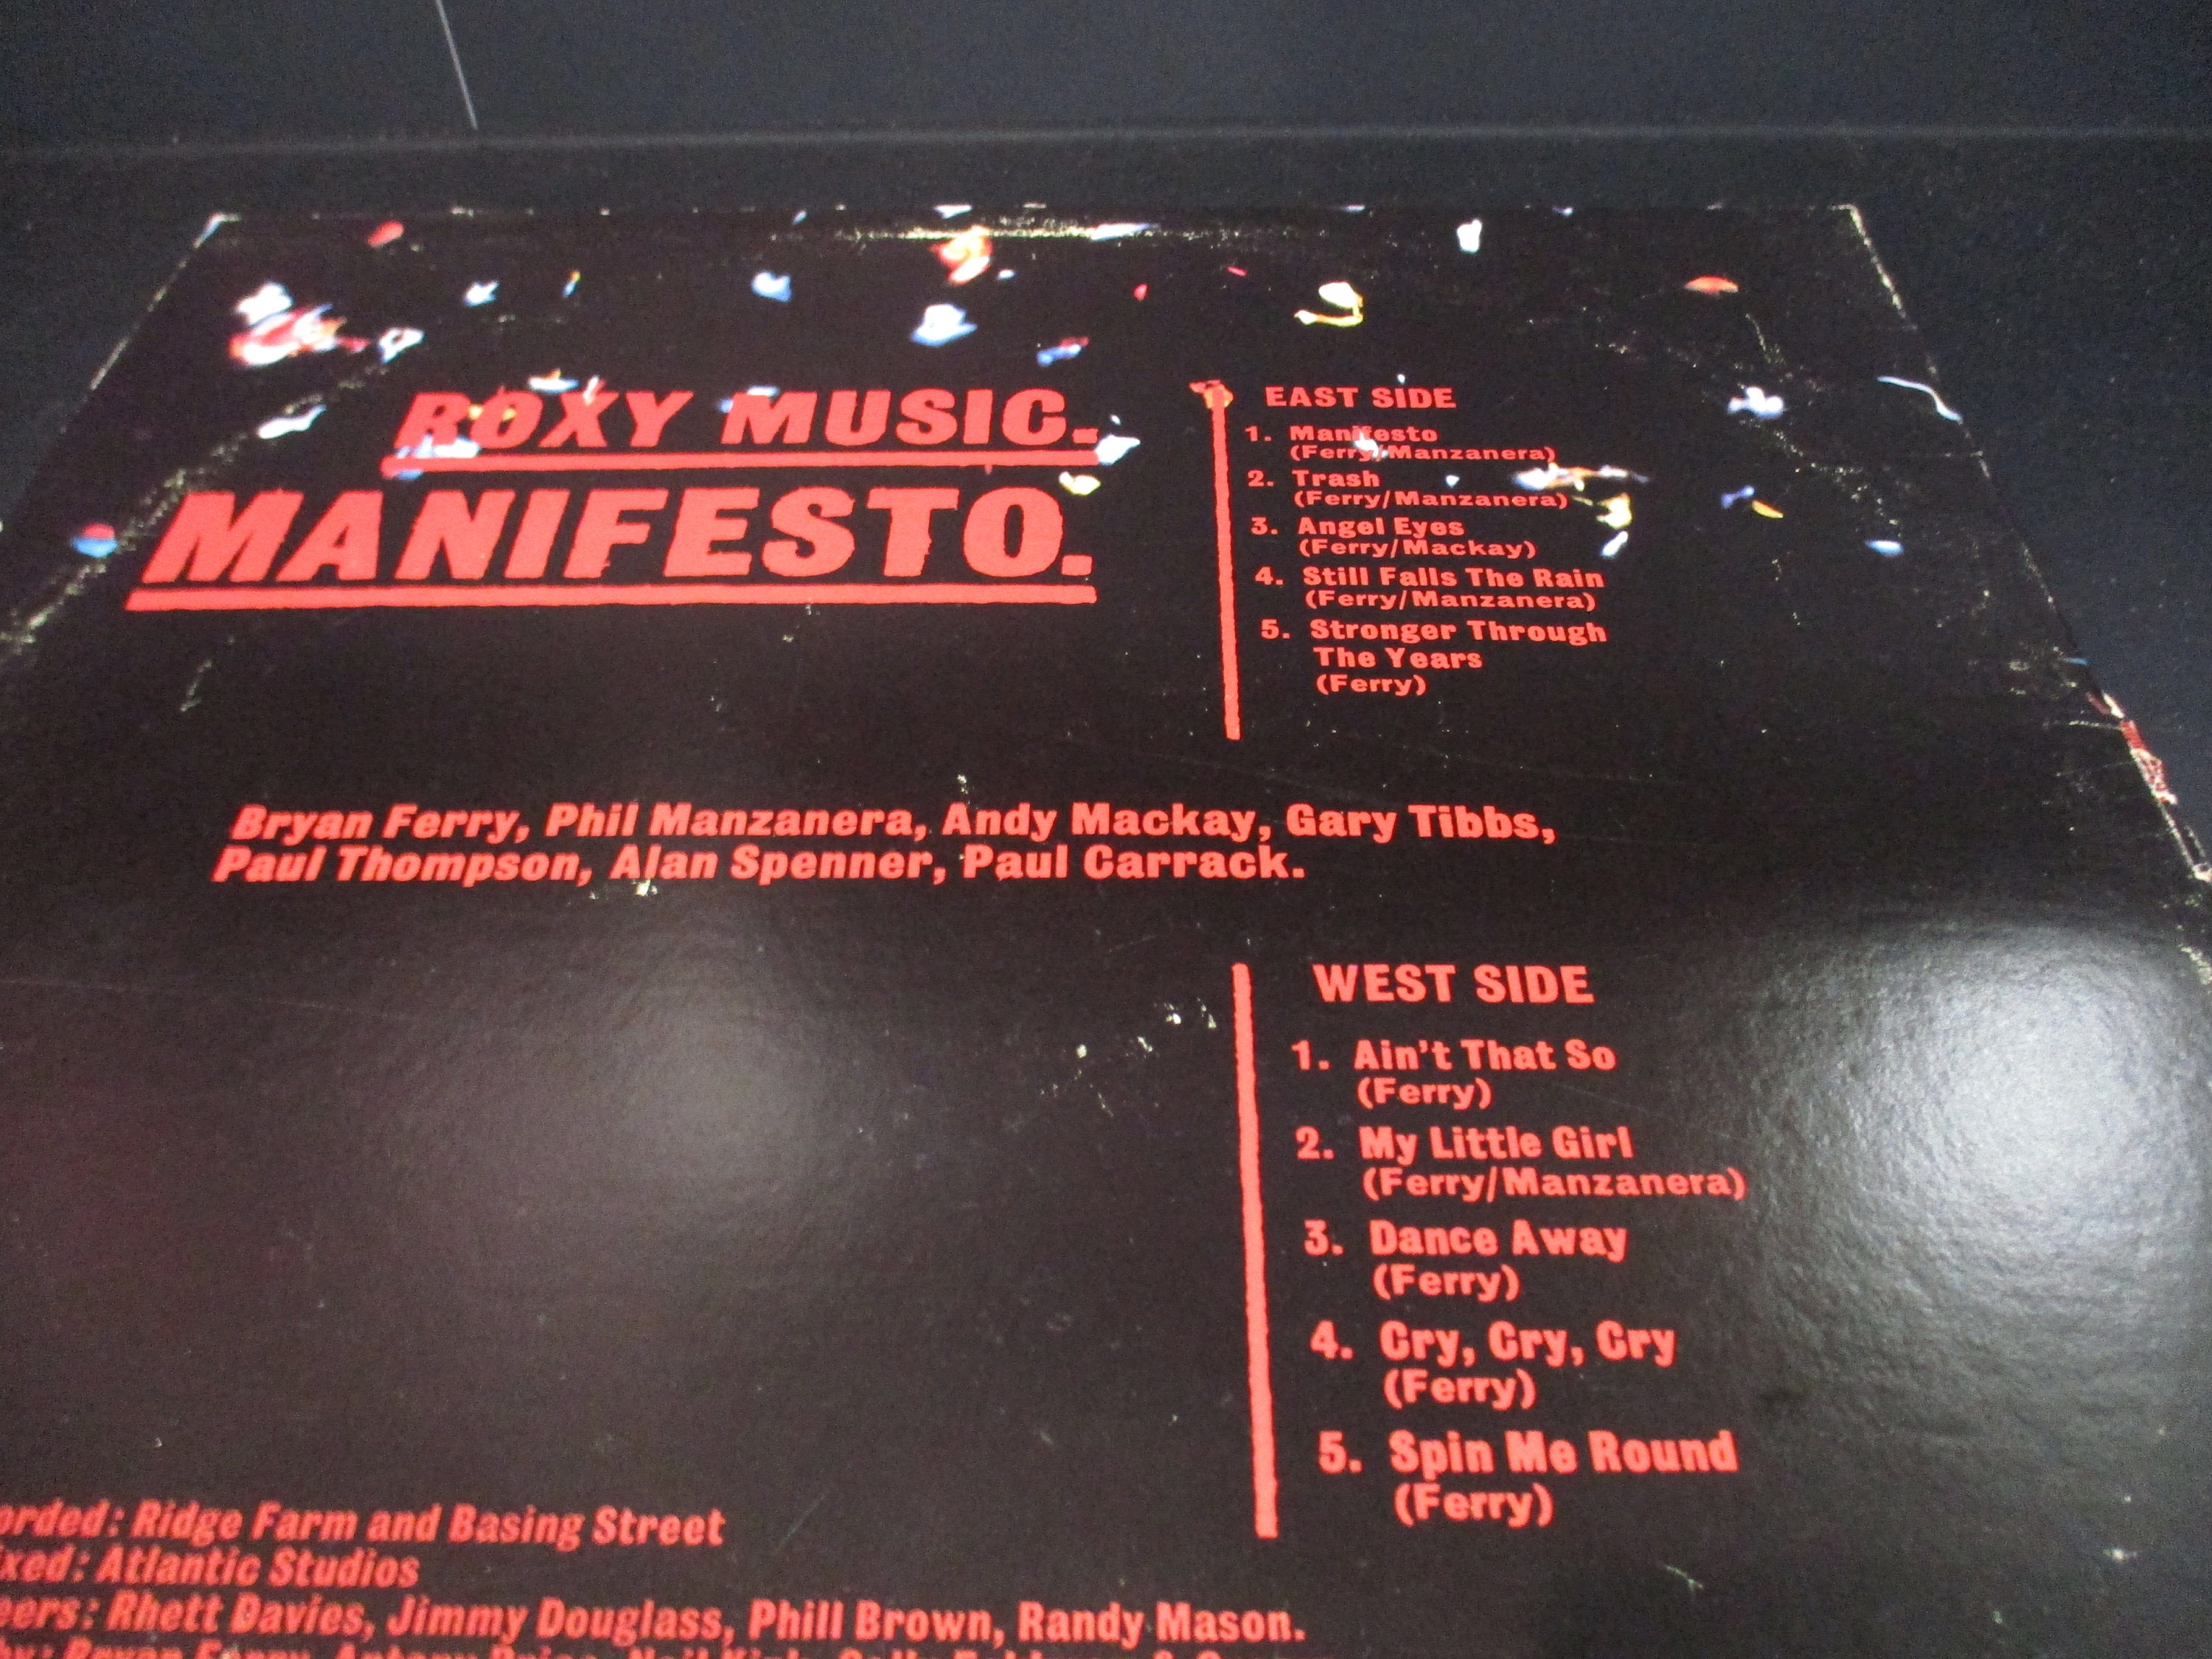 ROXY MUSIC.
MANIFESTO.
EAST SIDE
1. Manifesto
(Ferry/Manzanera)
2. Trash
(Ferry/Manzanera)
3. Angel Eyes
(Ferry/Mackay)
4. Still Falls The Rain
(Ferry/Manzanera)
5. Stronger Through
The Years
(Ferry)
Bryan Ferry, Phil Manzanera, Andy Mackay, Gary Tibbs,
Paul Thompson, Alan Spenner, Paul Carrack.
WEST SIDE
1. Ain't That So
(Ferry)
2. My Little Girl
(Ferry/Manzanera)
3. Dance Away
(Ferry)
4. Cry, Cry, Cry
(Ferry)
5. Spin Me Round
(Ferry)
orded: Ridge Farm and Basing Street
ixed: Atlantic Studios
eers: Rhett Davies, Jimmy Douglass, Phill Brown, Randy Mason.
Bryan Ferry, Antony Price,